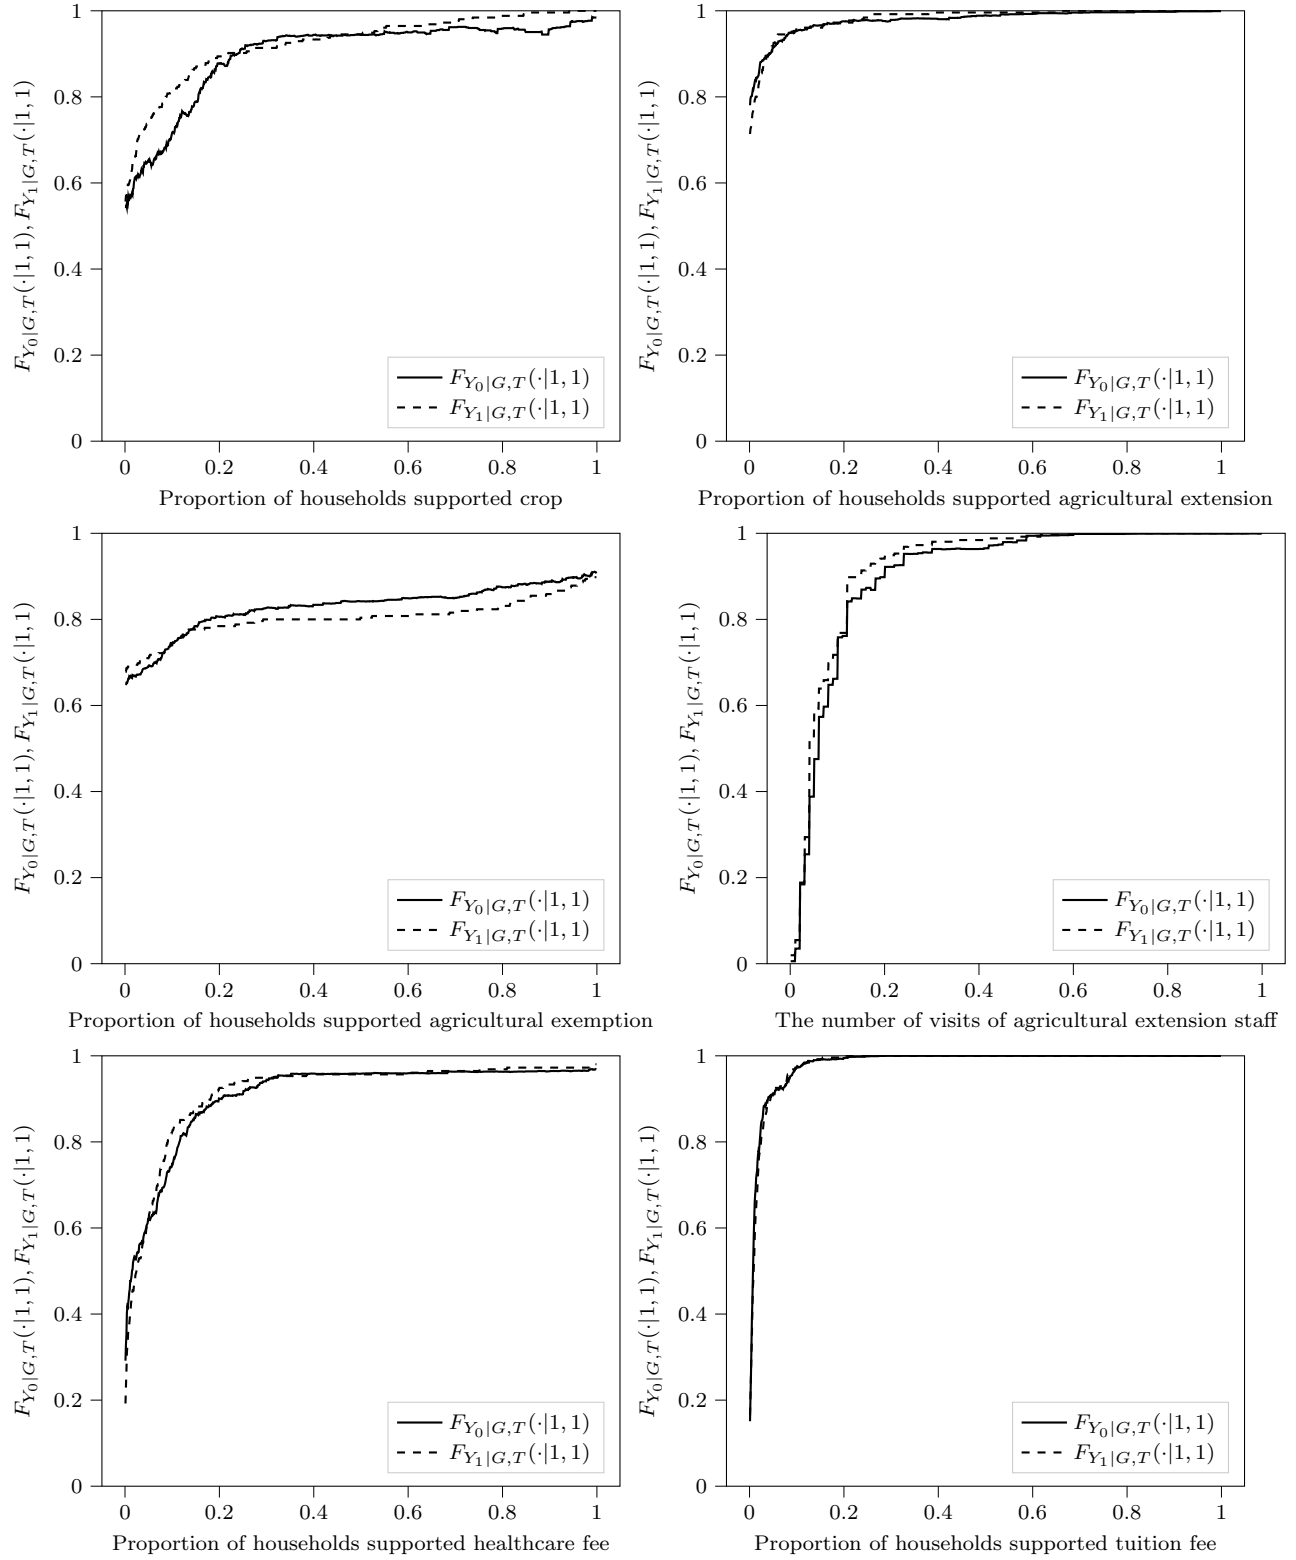 1
0.8
0.6
0.4
0.2
0
F_{Y_0|G,T}(·|1, 1), F_{Y_1|G,T}(·|1, 1)
F_{Y_0|G,T}(·|1, 1)
F_{Y_1|G,T}(·|1, 1)
0 0.2 0.4 0.6 0.8 1
Proportion of households supported crop
1
0.8
0.6
0.4
0.2
0
F_{Y_0|G,T}(·|1, 1), F_{Y_1|G,T}(·|1, 1)
F_{Y_0|G,T}(·|1, 1)
F_{Y_1|G,T}(·|1, 1)
0 0.2 0.4 0.6 0.8 1
Proportion of households supported agricultural extension
1
0.8
0.6
0.4
0.2
0
F_{Y_0|G,T}(·|1, 1), F_{Y_1|G,T}(·|1, 1)
F_{Y_0|G,T}(·|1, 1)
F_{Y_1|G,T}(·|1, 1)
0 0.2 0.4 0.6 0.8 1
Proportion of households supported agricultural exemption
1
0.8
0.6
0.4
0.2
0
F_{Y_0|G,T}(·|1, 1), F_{Y_1|G,T}(·|1, 1)
F_{Y_0|G,T}(·|1, 1)
F_{Y_1|G,T}(·|1, 1)
0 0.2 0.4 0.6 0.8 1
The number of visits of agricultural extension staff
1
0.8
0.6
0.4
0.2
0
F_{Y_0|G,T}(·|1, 1), F_{Y_1|G,T}(·|1, 1)
F_{Y_0|G,T}(·|1, 1)
F_{Y_1|G,T}(·|1, 1)
0 0.2 0.4 0.6 0.8 1
Proportion of households supported healthcare fee
1
0.8
0.6
0.4
0.2
0
F_{Y_0|G,T}(·|1, 1), F_{Y_1|G,T}(·|1, 1)
F_{Y_0|G,T}(·|1, 1)
F_{Y_1|G,T}(·|1, 1)
0 0.2 0.4 0.6 0.8 1
Proportion of households supported tuition fee